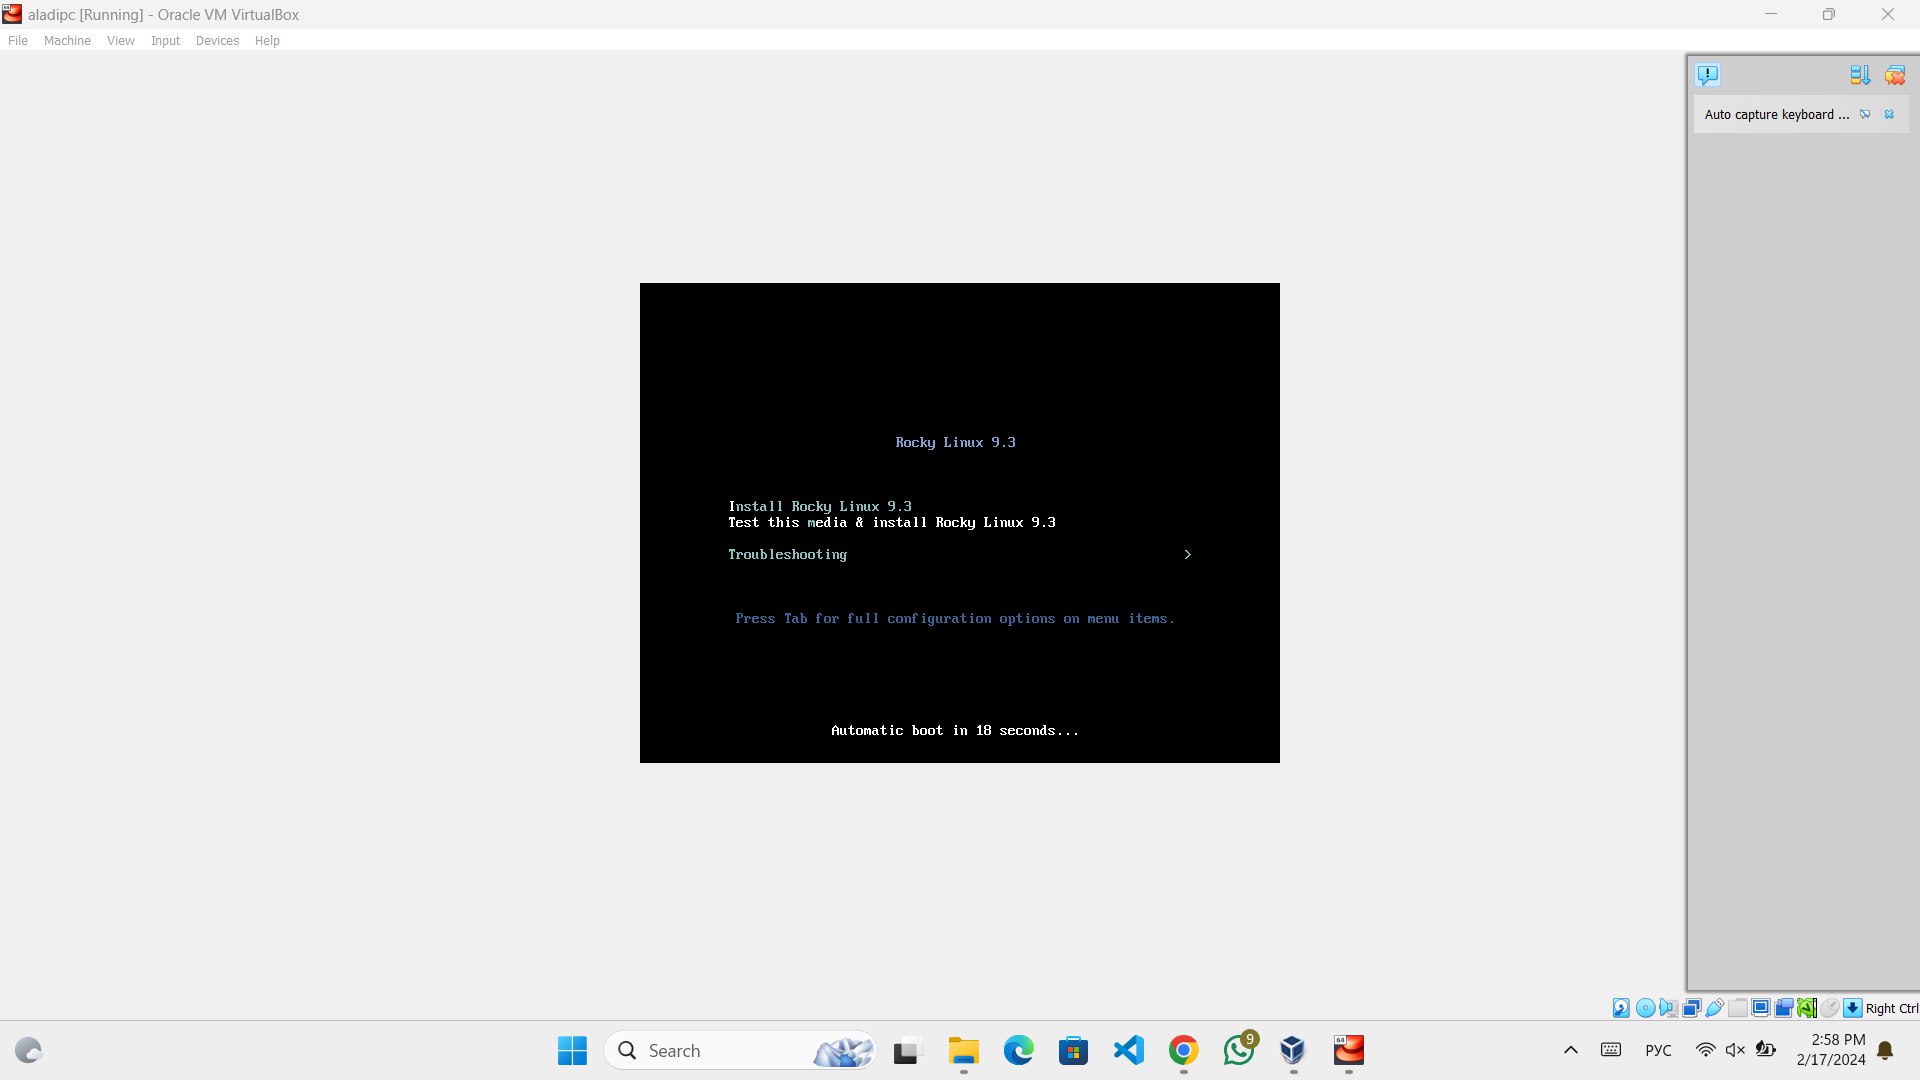 aladipc [Running] - Oracle VM VirtualBox
File Machine View Input Devices Help
Auto capture keyboard ...
Rocky Linux 9.3
Install Rocky Linux 9.3
Test this media & install Rocky Linux 9.3
Troubleshooting >
Press Tab for full configuration options on menu items.
Automatic boot in 18 seconds...
Right Ctrl
Search
9
64
РУС
2:58 PM
2/17/2024